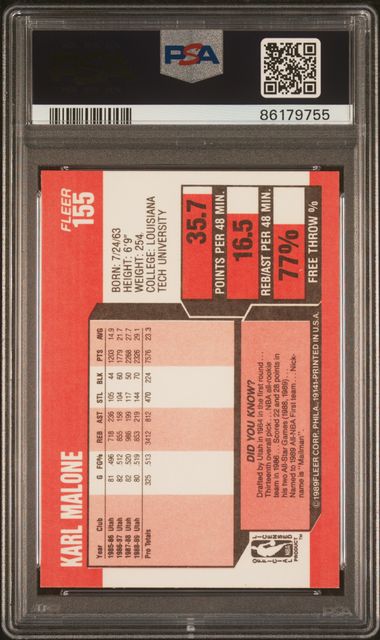 PSA
86179755
KARL MALONE
FLEER
155
BORN: 7/24/63
HEIGHT: 6'9"
WEIGHT: 254
COLLEGE: LOUISIANA
TECH UNIVERSITY
Year Club G FG% REB AST STL BLK PTS AVG
1985-86 Utah 81 .496 718 236 105 44 1203 14.9
1986-87 Utah 82 .512 855 158 104 60 1779 21.7
1987-88 Utah 82 .520 986 199 117 50 2268 27.7
1988-89 Utah 80 .519 853 219 144 70 2326 29.1
Pro Totals 325 .513 3412 812 470 224 7576 23.3
35.7
POINTS PER 48 MIN.
16.5
REB/AST PER 48 MIN.
77%
FREE THROW %
DID YOU KNOW?
Drafted by Utah in 1984 in the first round . . .
Thirteenth overall pick . . . NBA all-rookie
team in 1986 . . . Scored 22 and 28 points in
his two All-Star Games (1988, 1989). . .
Named to 1989 All-NBA First team . . . Nick-
name is "Mailman".
OFFICIAL
NBA
LICENSED
PRODUCT
TM
©1989 FLEER CORP., PHILA., 19141-PRINTED IN U.S.A.